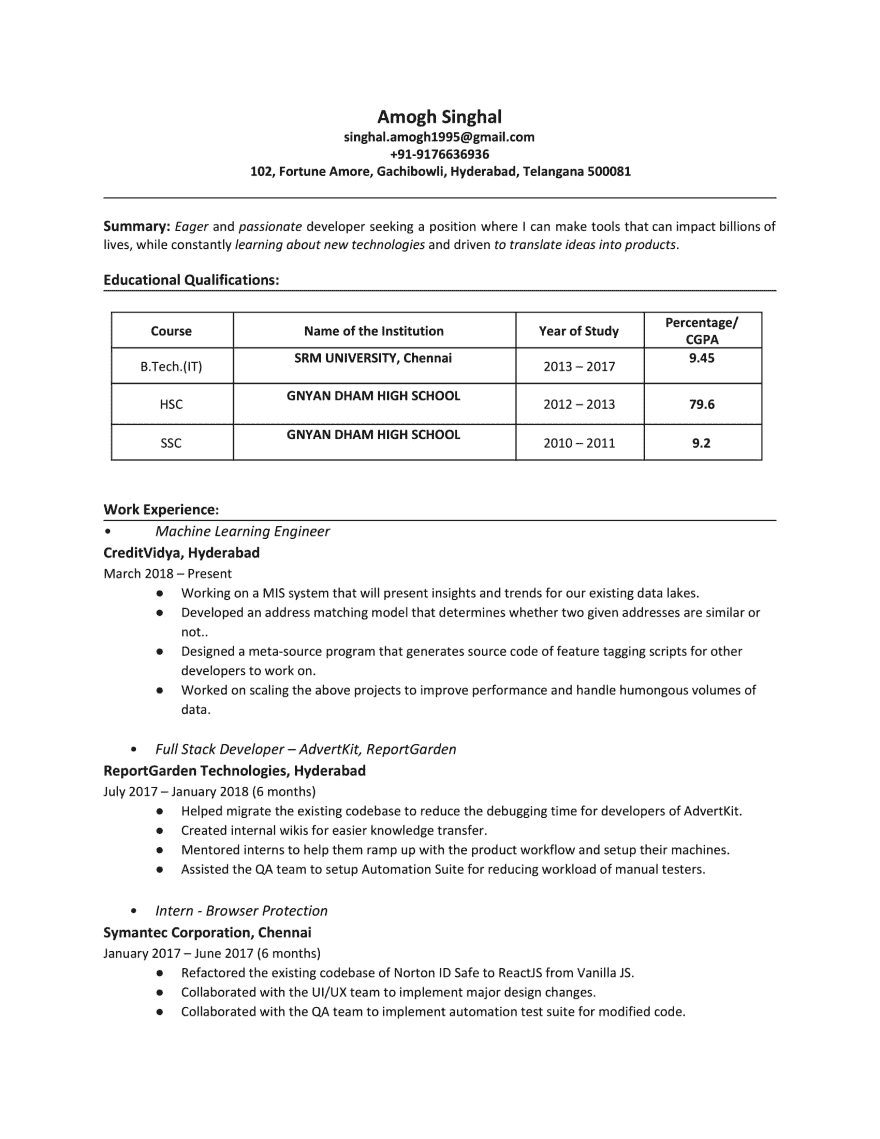 Amogh Singhal
singhal.amogh1995@gmail.com
+91-9176636936
102, Fortune Amore, Gachibowli, Hyderabad, Telangana 500081
Summary: Eager and passionate developer seeking a position where I can make tools that can impact billions of
lives, while constantly learning about new technologies and driven to translate ideas into products.
Educational Qualifications:
Course Name of the Institution Year of Study Percentage/
CGPA
B.Tech.(IT) SRM UNIVERSITY, Chennai 2013 – 2017 9.45
HSC GNYAN DHAM HIGH SCHOOL 2012 – 2013 79.6
SSC GNYAN DHAM HIGH SCHOOL 2010 – 2011 9.2
Work Experience:
• Machine Learning Engineer
CreditVidya, Hyderabad
March 2018 – Present
● Working on a MIS system that will present insights and trends for our existing data lakes.
● Developed an address matching model that determines whether two given addresses are similar or
not..
● Designed a meta-source program that generates source code of feature tagging scripts for other
developers to work on.
● Worked on scaling the above projects to improve performance and handle humongous volumes of
data.
• Full Stack Developer – AdvertKit, ReportGarden
ReportGarden Technologies, Hyderabad
July 2017 – January 2018 (6 months)
● Helped migrate the existing codebase to reduce the debugging time for developers of AdvertKit.
● Created internal wikis for easier knowledge transfer.
● Mentored interns to help them ramp up with the product workflow and setup their machines.
● Assisted the QA team to setup Automation Suite for reducing workload of manual testers.
• Intern - Browser Protection
Symantec Corporation, Chennai
January 2017 – June 2017 (6 months)
● Refactored the existing codebase of Norton ID Safe to ReactJS from Vanilla JS.
● Collaborated with the UI/UX team to implement major design changes.
● Collaborated with the QA team to implement automation test suite for modified code.